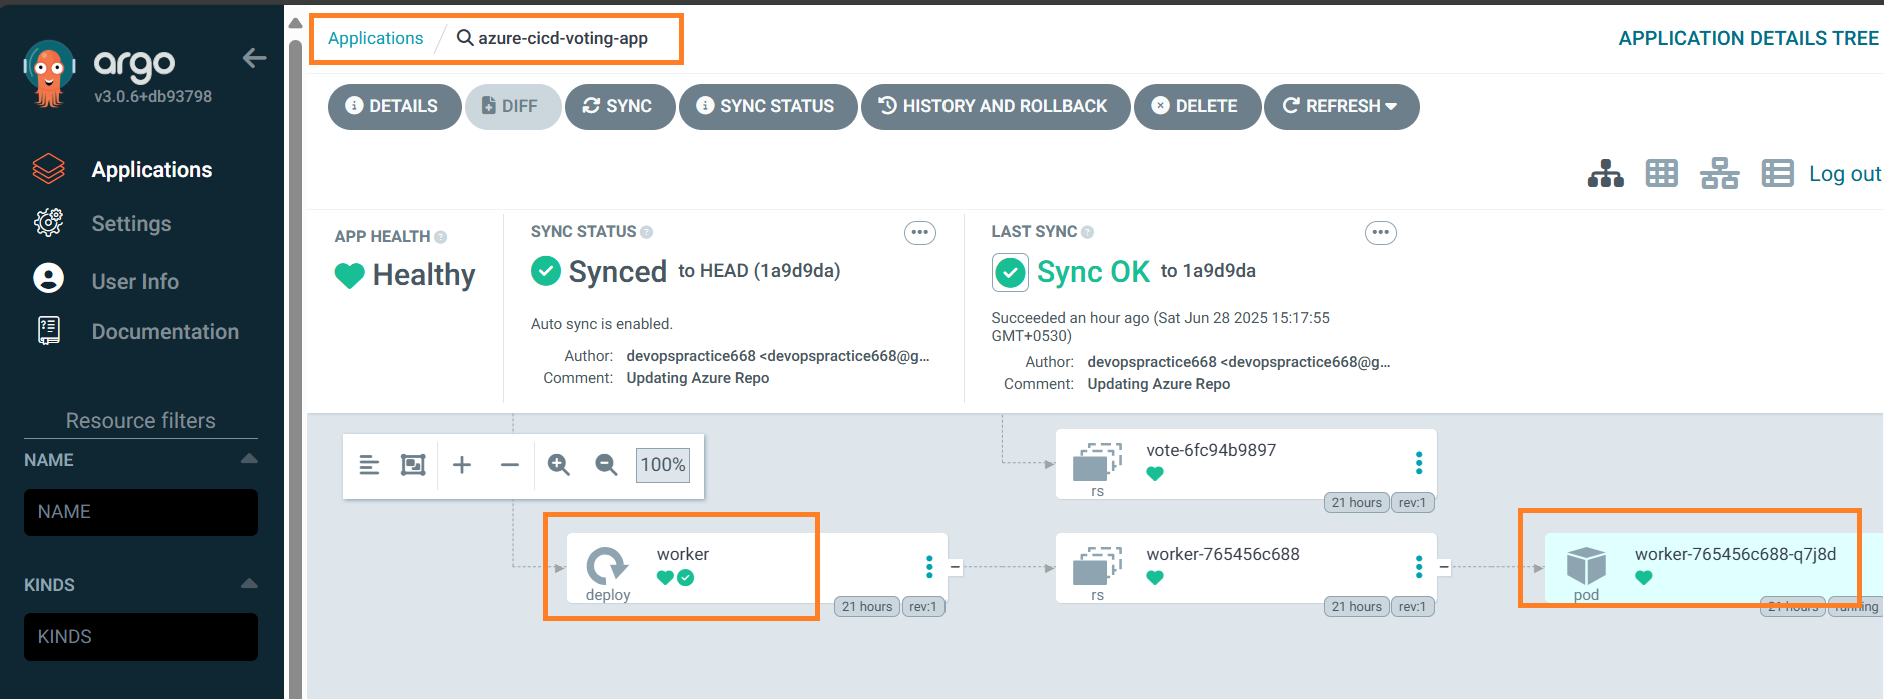 argo
v3.0.6+db93798
Applications
Settings
User Info
Documentation
Resource filters
NAME
NAME
KINDS
KINDS
Applications / azure-cicd-voting-app
APPLICATION DETAILS TREE
DETAILS DIFF SYNC SYNC STATUS HISTORY AND ROLLBACK DELETE REFRESH
Log out
APP HEALTH
Healthy
SYNC STATUS
Synced to HEAD (1a9d9da)
Auto sync is enabled.
Author: devopspractice668 <devopspractice668@g...
Comment: Updating Azure Repo
LAST SYNC
Sync OK to 1a9d9da
Succeeded an hour ago (Sat Jun 28 2025 15:17:55
GMT+0530)
Author: devopspractice668 <devopspractice668@g...
Comment: Updating Azure Repo
100%
vote-6fc94b9897
rs
21 hours rev:1
worker
deploy
21 hours rev:1
worker-765456c688
rs
21 hours rev:1
worker-765456c688-q7j8d
pod
21 hours running